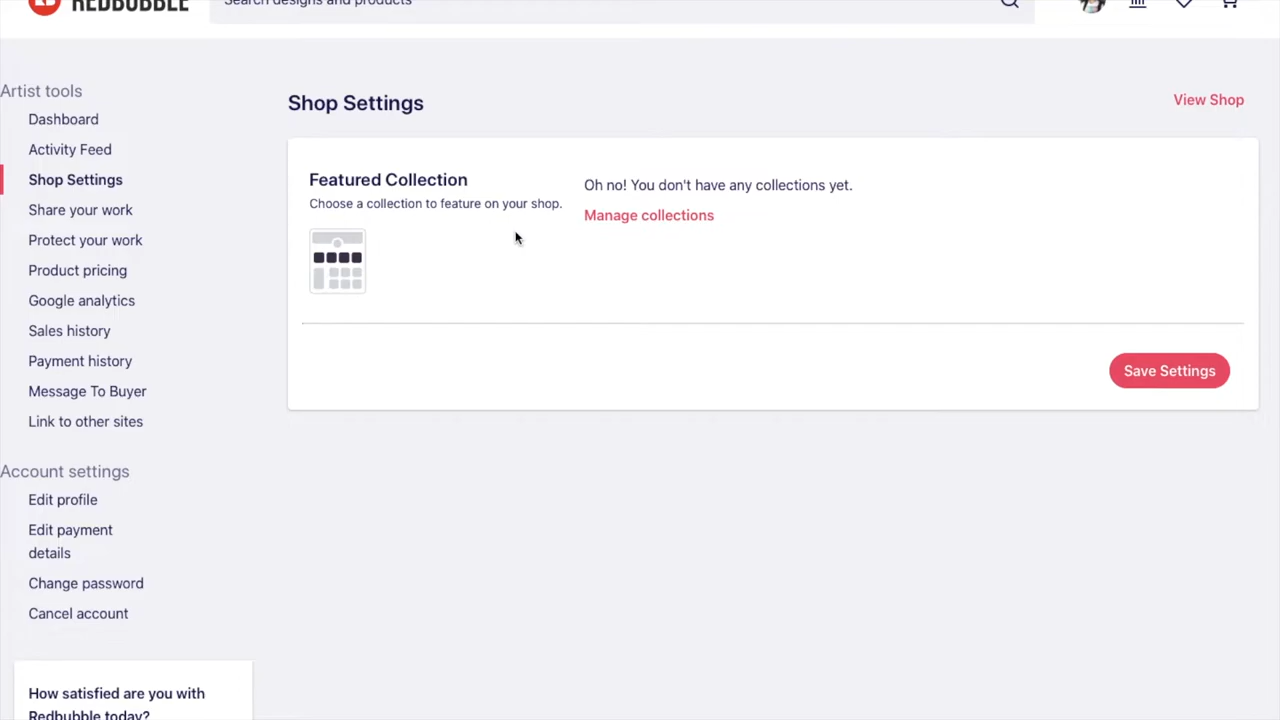 REDBUBBLE
Search designs and products
Artist tools
Dashboard
Activity Feed
Shop Settings
Share your work
Protect your work
Product pricing
Google analytics
Sales history
Payment history
Message To Buyer
Link to other sites
Account settings
Edit profile
Edit payment
details
Change password
Cancel account
How satisfied are you with
Redbubble today?
Shop Settings
View Shop
Featured Collection
Choose a collection to feature on your shop.
Oh no! You don't have any collections yet.
Manage collections
Save Settings